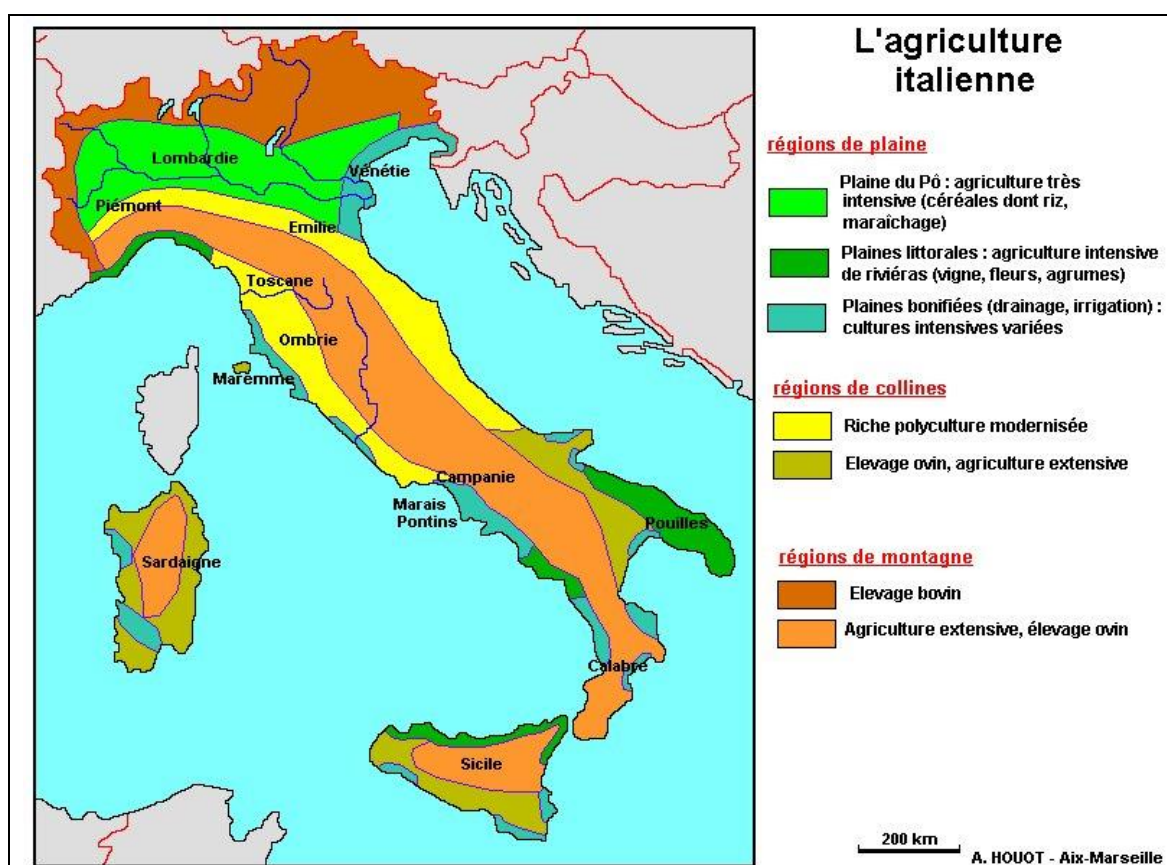 L'agriculture
italienne
régions de plaine
Plaine du Pô : agriculture très
intensive (céréales dont riz,
maraîchage)
Plaines littorales : agriculture intensive
de riviéras (vigne, fleurs, agrumes)
Plaines bonifiées (drainage, irrigation) :
cultures intensives variées
régions de collines
Riche polyculture modernisée
Elevage ovin, agriculture extensive
régions de montagne
Elevage bovin
Agriculture extensive, élevage ovin
200 km
A. HOUOT - Aix-Marseille
Lombardie
Vénétie
Piémont
Emilie
Toscane
Ombrie
Maremme
Campanie
Marais
Pontins
Pouilles
Sardaigne
Calabre
Sicile